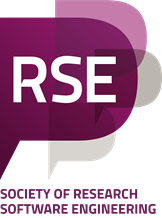 RSE
SOCIETY OF RESEARCH
SOFTWARE ENGINEERING